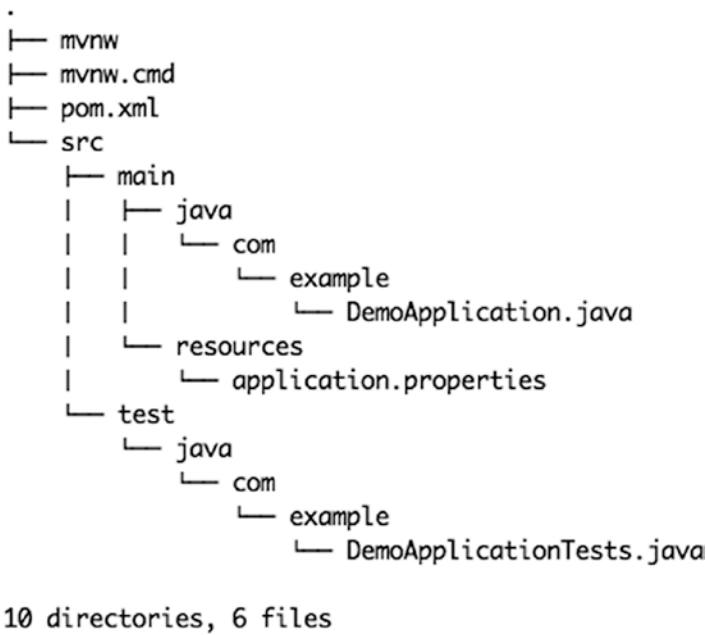 .
├── mvnw
├── mvnw.cmd
├── pom.xml
└── src
    ├── main
    │   ├── java
    │   │   └── com
    │   │       └── example
    │   │           └── DemoApplication.java
    │   └── resources
    │       └── application.properties
    └── test
        └── java
            └── com
                └── example
                    └── DemoApplicationTests.java

10 directories, 6 files